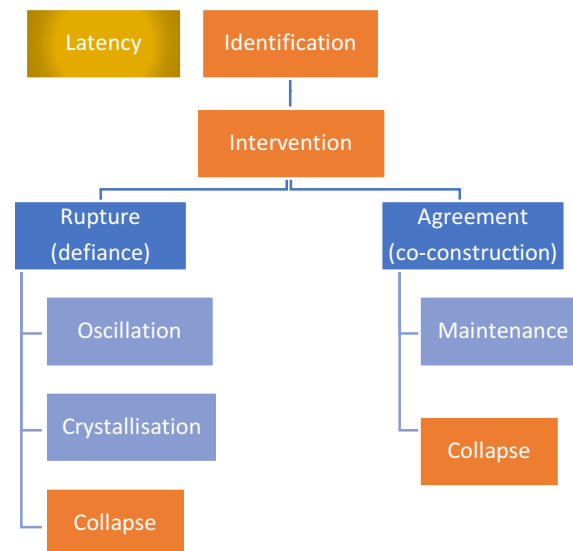 Latency
Identification
Intervention
Rupture
(defiance)
Agreement
(co-construction)
Oscillation
Maintenance
Crystallisation
Collapse
Collapse